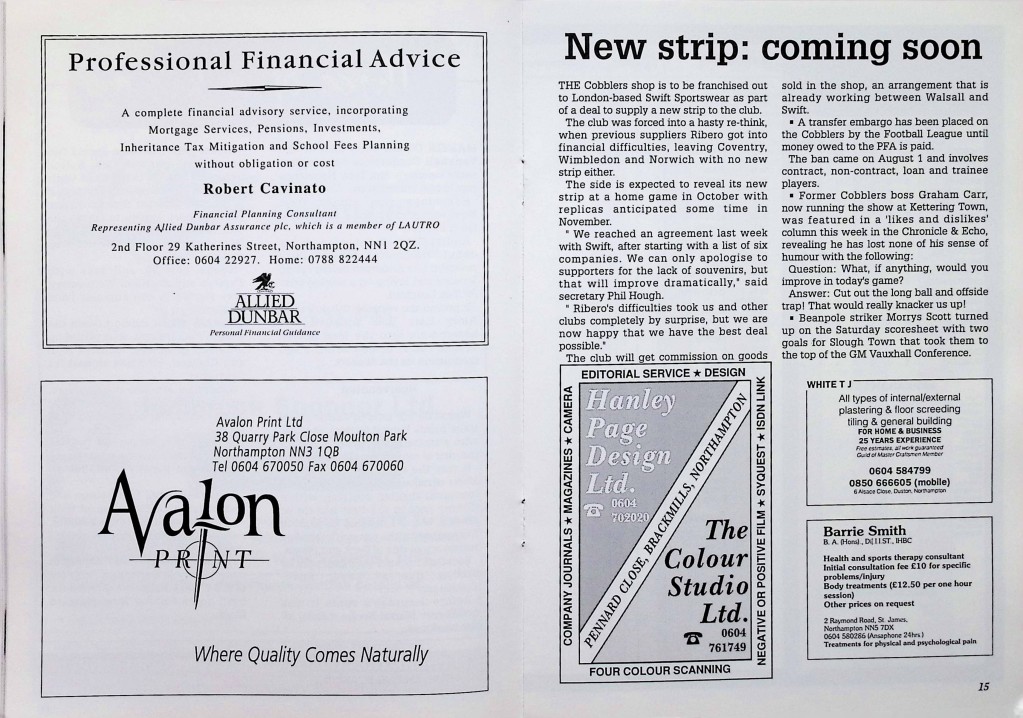 Professional Financial Advice
A complete financial advisory service, incorporating
Mortgage Services, Pensions, Investments,
Inheritance Tax Mitigation and School Fees Planning
without obligation or cost
Robert Cavinato
Financial Planning Consultant
Representing Allied Dunbar Assurance plc, which is a member of LAUTRO
2nd Floor 29 Katherines Street, Northampton, NN1 2QZ.
Office: 0604 22927. Home: 0788 822444
ALLIED
DUNBAR
Personal Financial Guidance
Avalon Print Ltd
38 Quarry Park Close Moulton Park
Northampton NN3 1QB
Tel 0604 670050 Fax 0604 670060
Avalon
PRINT
Where Quality Comes Naturally
New strip: coming soon
THE Cobblers shop is to be franchised out
to London-based Swift Sportswear as part
of a deal to supply a new strip to the club.
The club was forced into a hasty re-think,
when previous suppliers Ribero got into
financial difficulties, leaving Coventry,
Wimbledon and Norwich with no new
strip either.
The side is expected to reveal its new
strip at a home game in October with
replicas anticipated some time in
November.
" We reached an agreement last week
with Swift, after starting with a list of six
companies. We can only apologise to
supporters for the lack of souvenirs, but
that will improve dramatically," said
secretary Phil Hough.
" Ribero's difficulties took us and other
clubs completely by surprise, but we are
now happy that we have the best deal
possible."
The club will get commission on goods
sold in the shop, an arrangement that is
already working between Walsall and
Swift.
▪ A transfer embargo has been placed on
the Cobblers by the Football League until
money owed to the PFA is paid.
The ban came on August 1 and involves
contract, non-contract, loan and trainee
players.
▪ Former Cobblers boss Graham Carr,
now running the show at Kettering Town,
was featured in a 'likes and dislikes'
column this week in the Chronicle & Echo,
revealing he has lost none of his sense of
humour with the following:
Question: What, if anything, would you
improve in today's game?
Answer: Cut out the long ball and offside
trap! That would really knacker us up!
▪ Beanpole striker Morrys Scott turned
up on the Saturday scoresheet with two
goals for Slough Town that took them to
the top of the GM Vauxhall Conference.
EDITORIAL SERVICE ★ DESIGN
COMPANY JOURNALS ★ MAGAZINES ★ CAMERA
Hanley
Page
Design
Ltd.
☎ 0604
702020
PENNARD CLOSE, BRACKMILLS, NORTHAMPTON
The
Colour
Studio
Ltd.
☎ 0604
761749
NEGATIVE OR POSITIVE FILM ★ SYQUEST ★ ISDN LINK
FOUR COLOUR SCANNING
WHITE T J
All types of internal/external
plastering & floor screeding
tiling & general building
FOR HOME & BUSINESS
25 YEARS EXPERIENCE
Free estimates, all work guaranteed
Guild of Master Craftsmen Member
0604 584799
0850 666605 (mobile)
6 Alsace Close, Duston, Northampton
Barrie Smith
B. A. (Hons)., IHBC
Health and sports therapy consultant
Initial consultation fee £10 for specific
problems/injury
Body treatments (£12.50 per one hour
session)
Other prices on request
2 Raymond Road, St. James,
Northampton NN5 7DX
0604 580286 (Ansaphone 24hrs.)
Treatments for physical and psychological pain
15